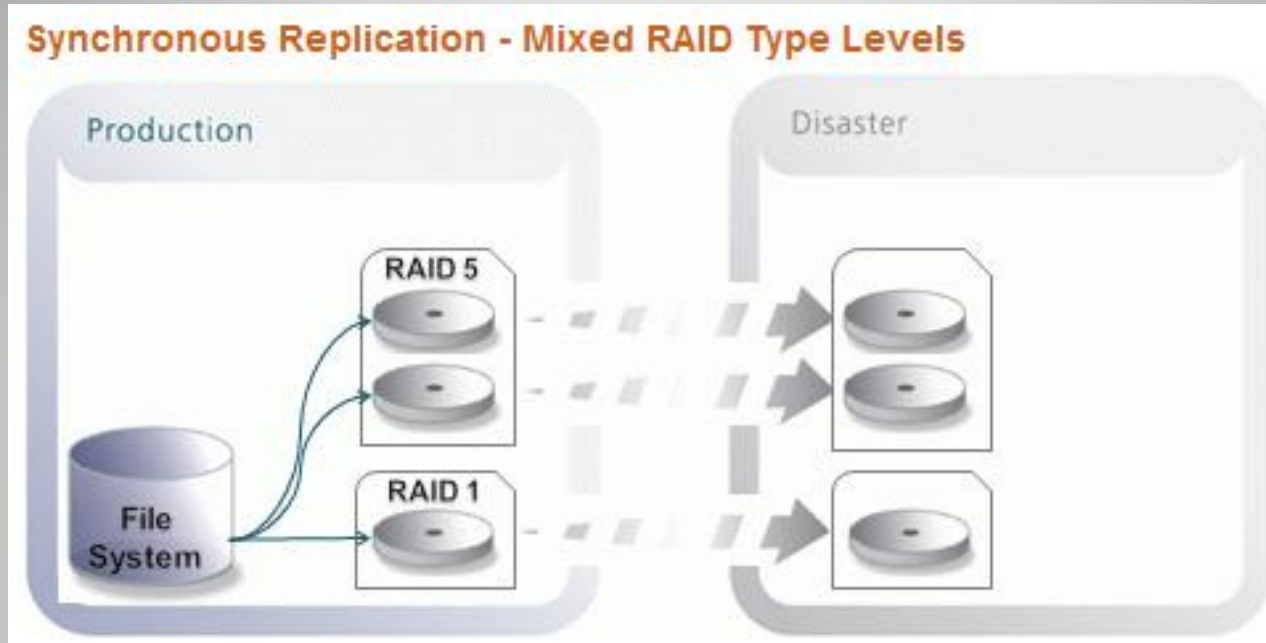 Synchronous Replication - Mixed RAID Type Levels
Production
Disaster
RAID 5
RAID 1
File
System